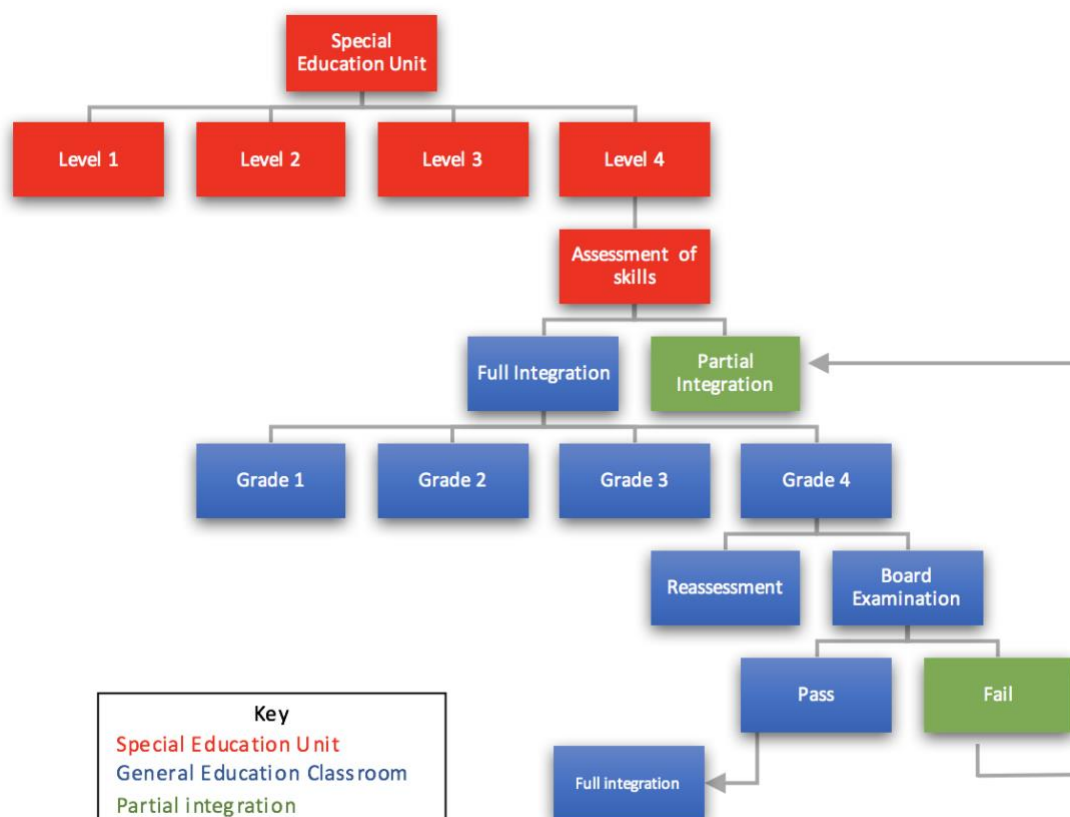 Special
Education Unit
Level 1
Level 2
Level 3
Level 4
Assessment of
skills
Full Integration
Partial
Integration
Grade 1
Grade 2
Grade 3
Grade 4
Reassessment
Board
Examination
Pass
Fail
Full integration
Key
Special Education Unit
General Education Classroom
Partial integration